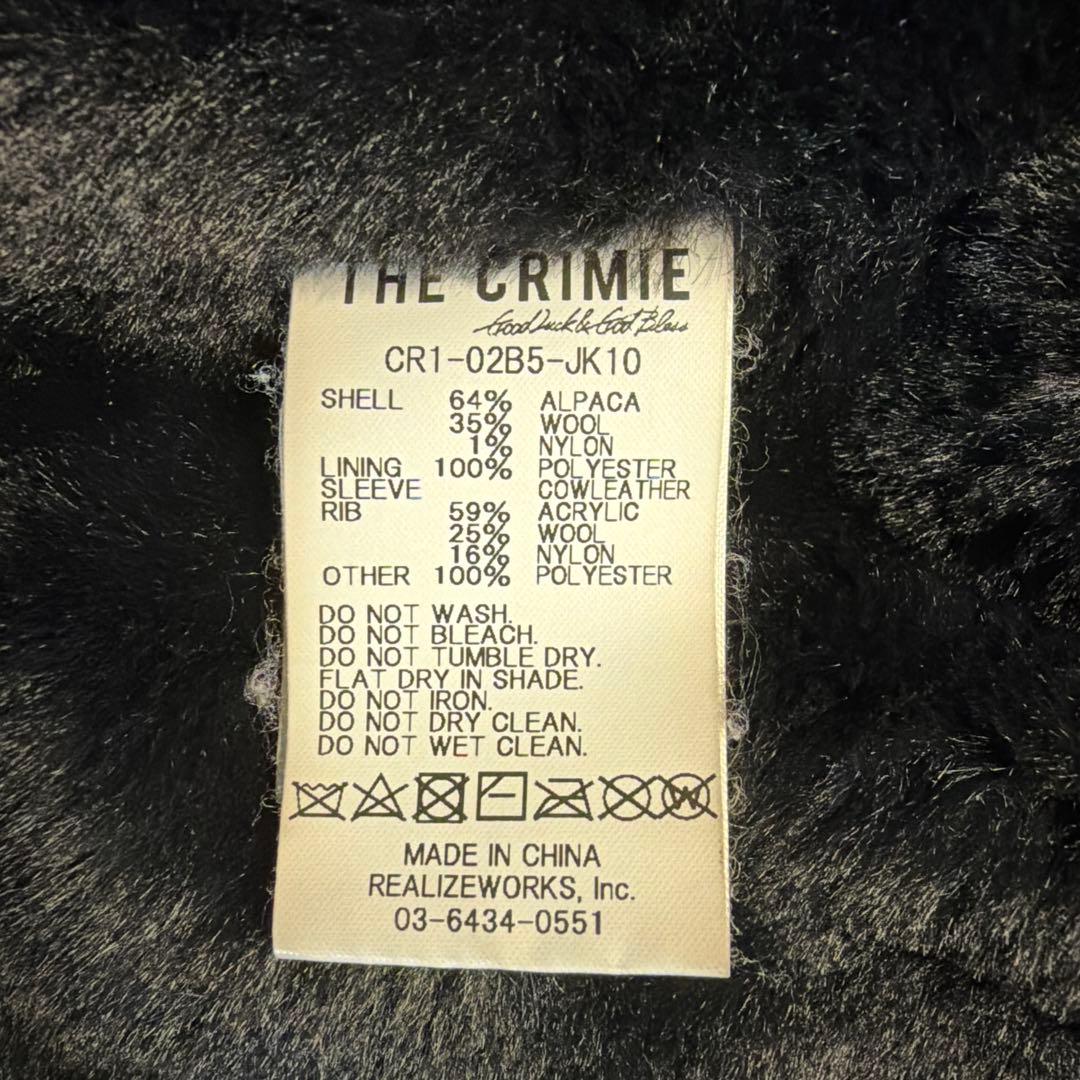 THE CRIMIE
Good Luck & God Bless
CR1-02B5-JK10
SHELL 64% ALPACA
35% WOOL
1% NYLON
LINING 100% POLYESTER
SLEEVE COWLEATHER
RIB 59% ACRYLIC
25% WOOL
16% NYLON
OTHER 100% POLYESTER
DO NOT WASH.
DO NOT BLEACH.
DO NOT TUMBLE DRY.
FLAT DRY IN SHADE.
DO NOT IRON.
DO NOT DRY CLEAN.
DO NOT WET CLEAN.
W
MADE IN CHINA
REALIZEWORKS, Inc.
03-6434-0551